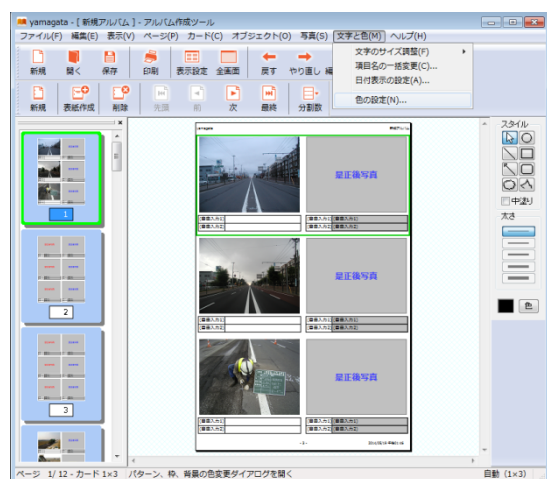 yamagata - [ 新規アルバム ] - アルバム作成ツール
ファイル(F) 編集(E) 表示(V) ページ(P) カード(C) オブジェクト(O) 写真(S) 文字と色(M) ヘルプ(H)
新規 開く 保存 印刷 表示設定 全画面 戻す やり直し 編
文字のサイズ調整(F)
項目名の一括変更(C)...
日付表示の設定(A)...
色の設定(N)...
新規 表紙作成 削除 先頭 前 次 最終 分割数
スタイル
中塗り
太さ
色
1
2
3
yamagata
是正後写真
是正後写真
是正後写真
ページ 1/ 12 - カード 1×3 パターン、枠、背景の色変更ダイアログを開く 自動 (1×3)